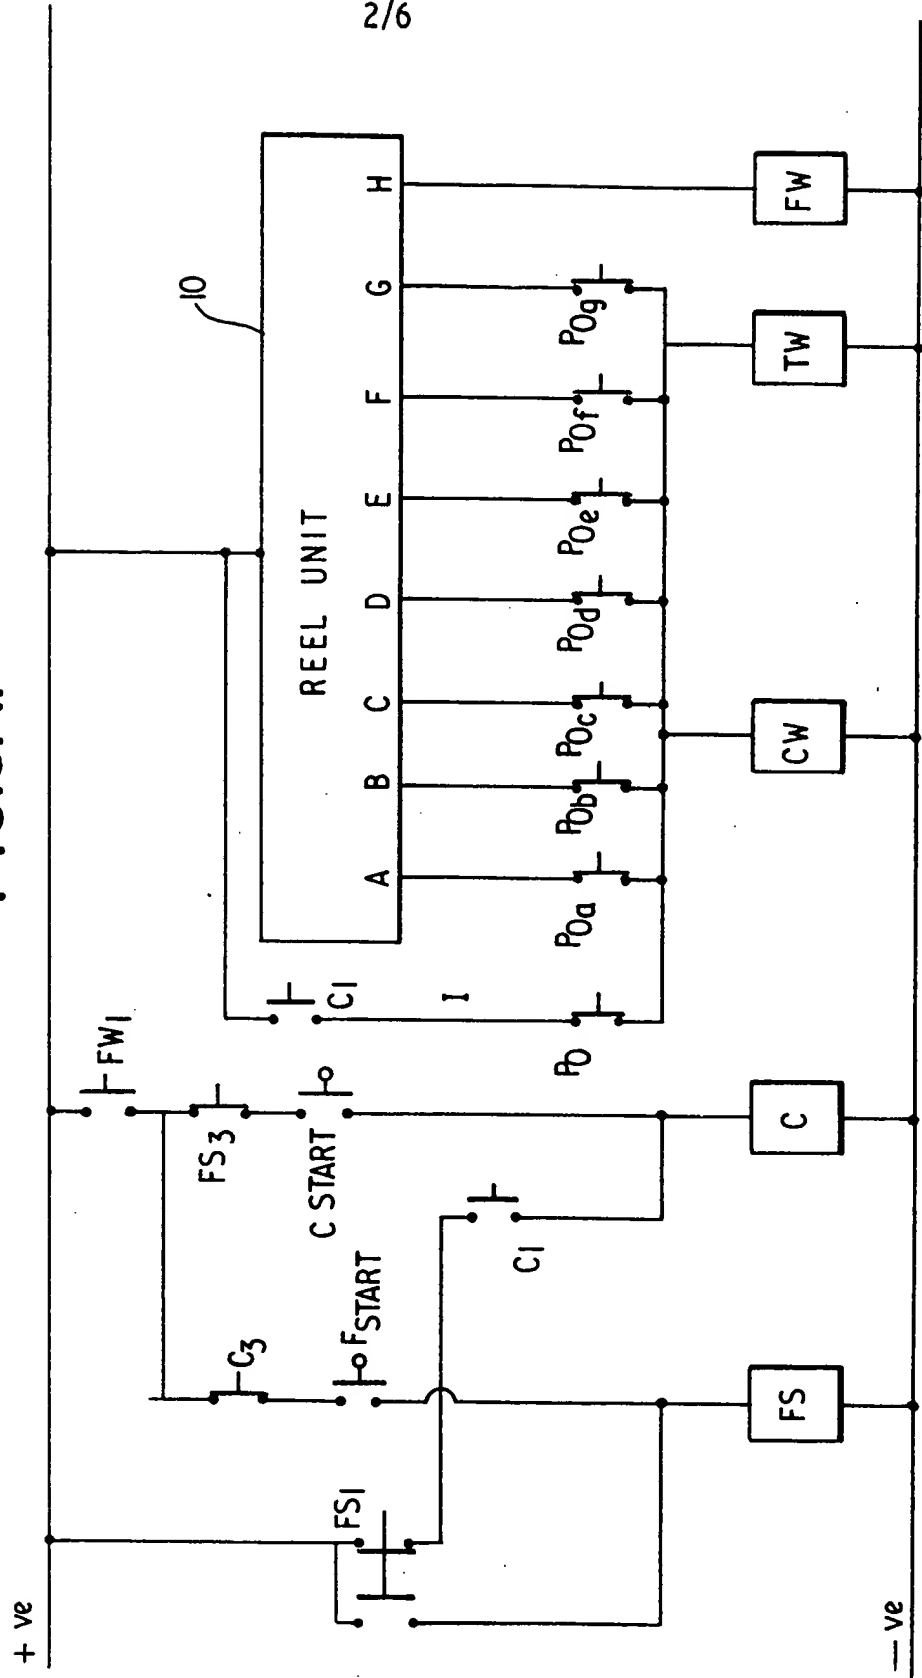 2/6
+ ve
FS1
C3
FSTART
FS
C1
FW1
FS3
C START
C
C1
I
P0
10
REEL UNIT
A B C D E F G H
P0a
P0b
P0c
P0d
P0e
P0f
P0g
CW
TW
FW
— ve